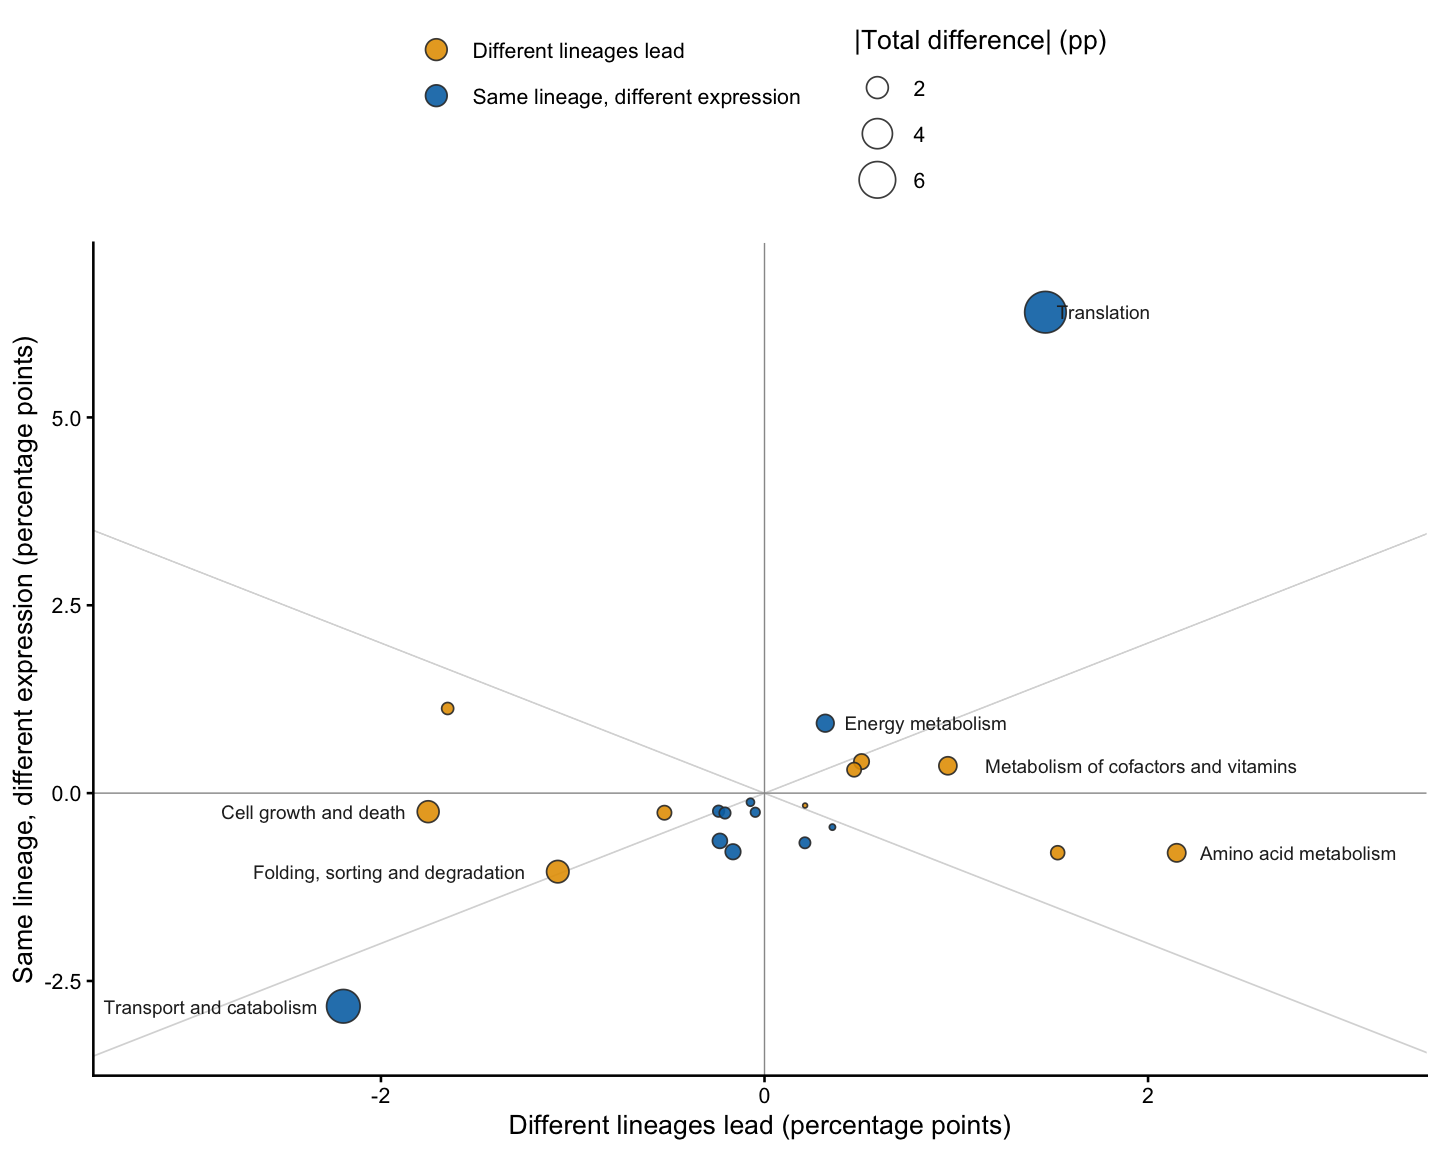 Different lineages lead
Same lineage, different expression
|Total difference| (pp)
2
4
6
Translation
5.0
2.5
Energy metabolism
Metabolism of cofactors and vitamins
0.0
Cell growth and death
Amino acid metabolism
Folding, sorting and degradation
-2.5
Transport and catabolism
-2
0
2
Different lineages lead (percentage points)
Same lineage, different expression (percentage points)